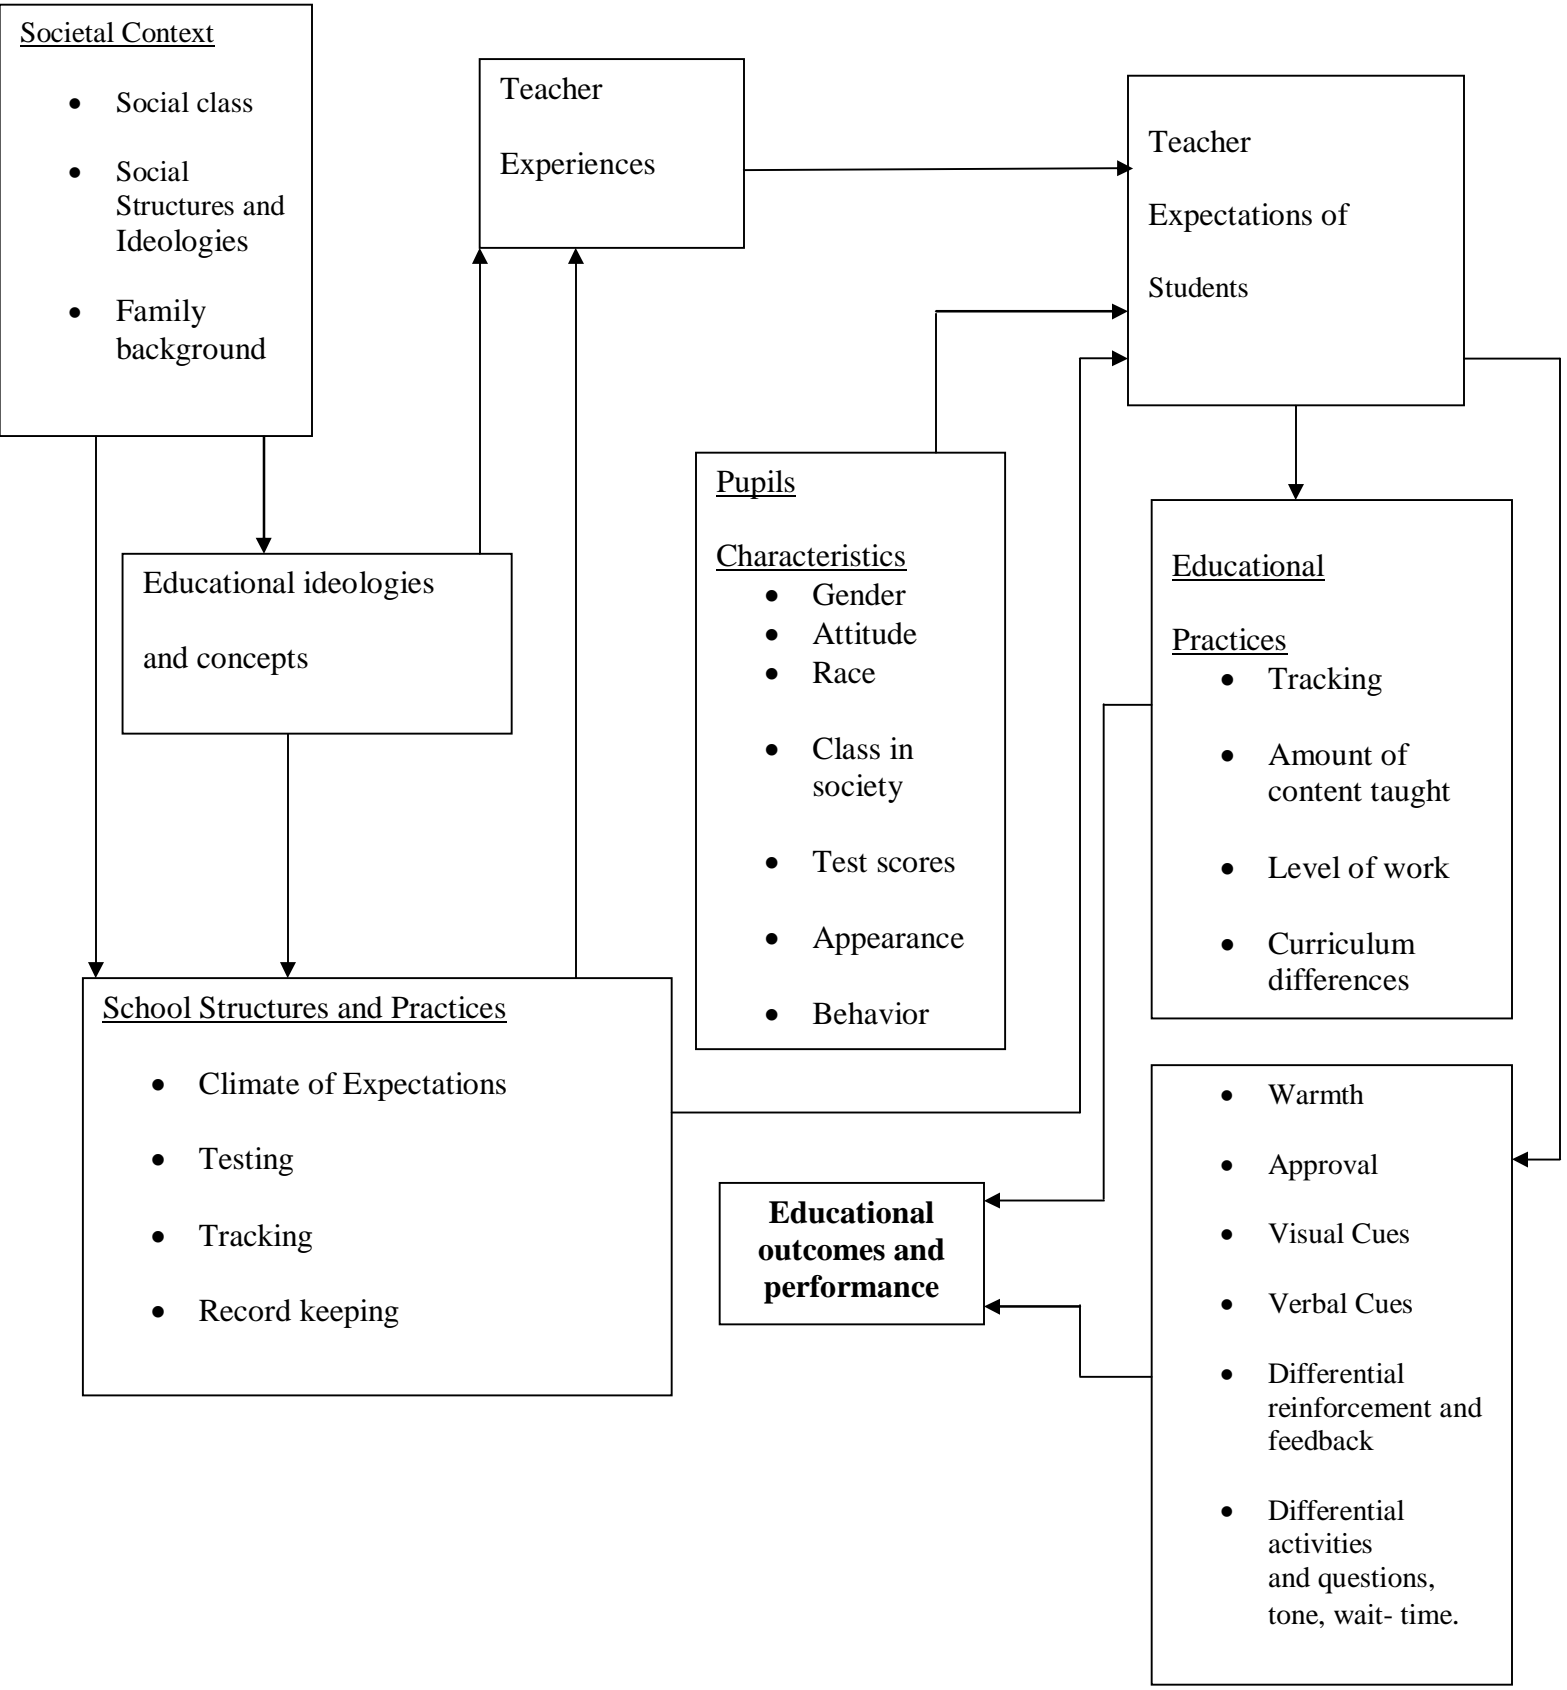 Societal Context
• Social class
• Social
Structures and
Ideologies
• Family
background
Teacher
Experiences
Teacher
Expectations of
Students
Educational ideologies
and concepts
Pupils
Characteristics
• Gender
• Attitude
• Race
• Class in
society
• Test scores
• Appearance
• Behavior
Educational
Practices
• Tracking
• Amount of
content taught
• Level of work
• Curriculum
differences
School Structures and Practices
• Climate of Expectations
• Testing
• Tracking
• Record keeping
Educational
outcomes and
performance
• Warmth
• Approval
• Visual Cues
• Verbal Cues
• Differential
reinforcement and
feedback
• Differential
activities
and questions,
tone, wait- time.